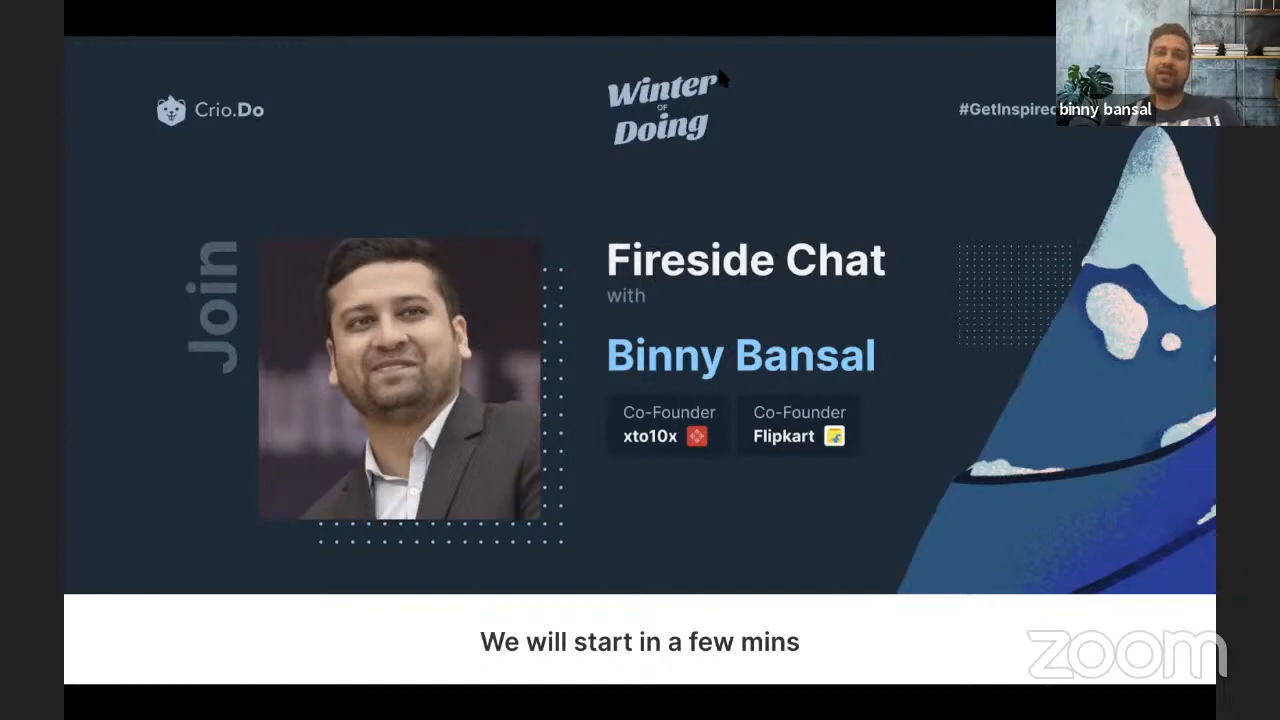 Crio.Do
Winter
OF
Doing
#GetInspired
binny bansal
Join
Fireside Chat
with
Binny Bansal
Co-Founder
xto10x
Co-Founder
Flipkart
We will start in a few mins
zoom